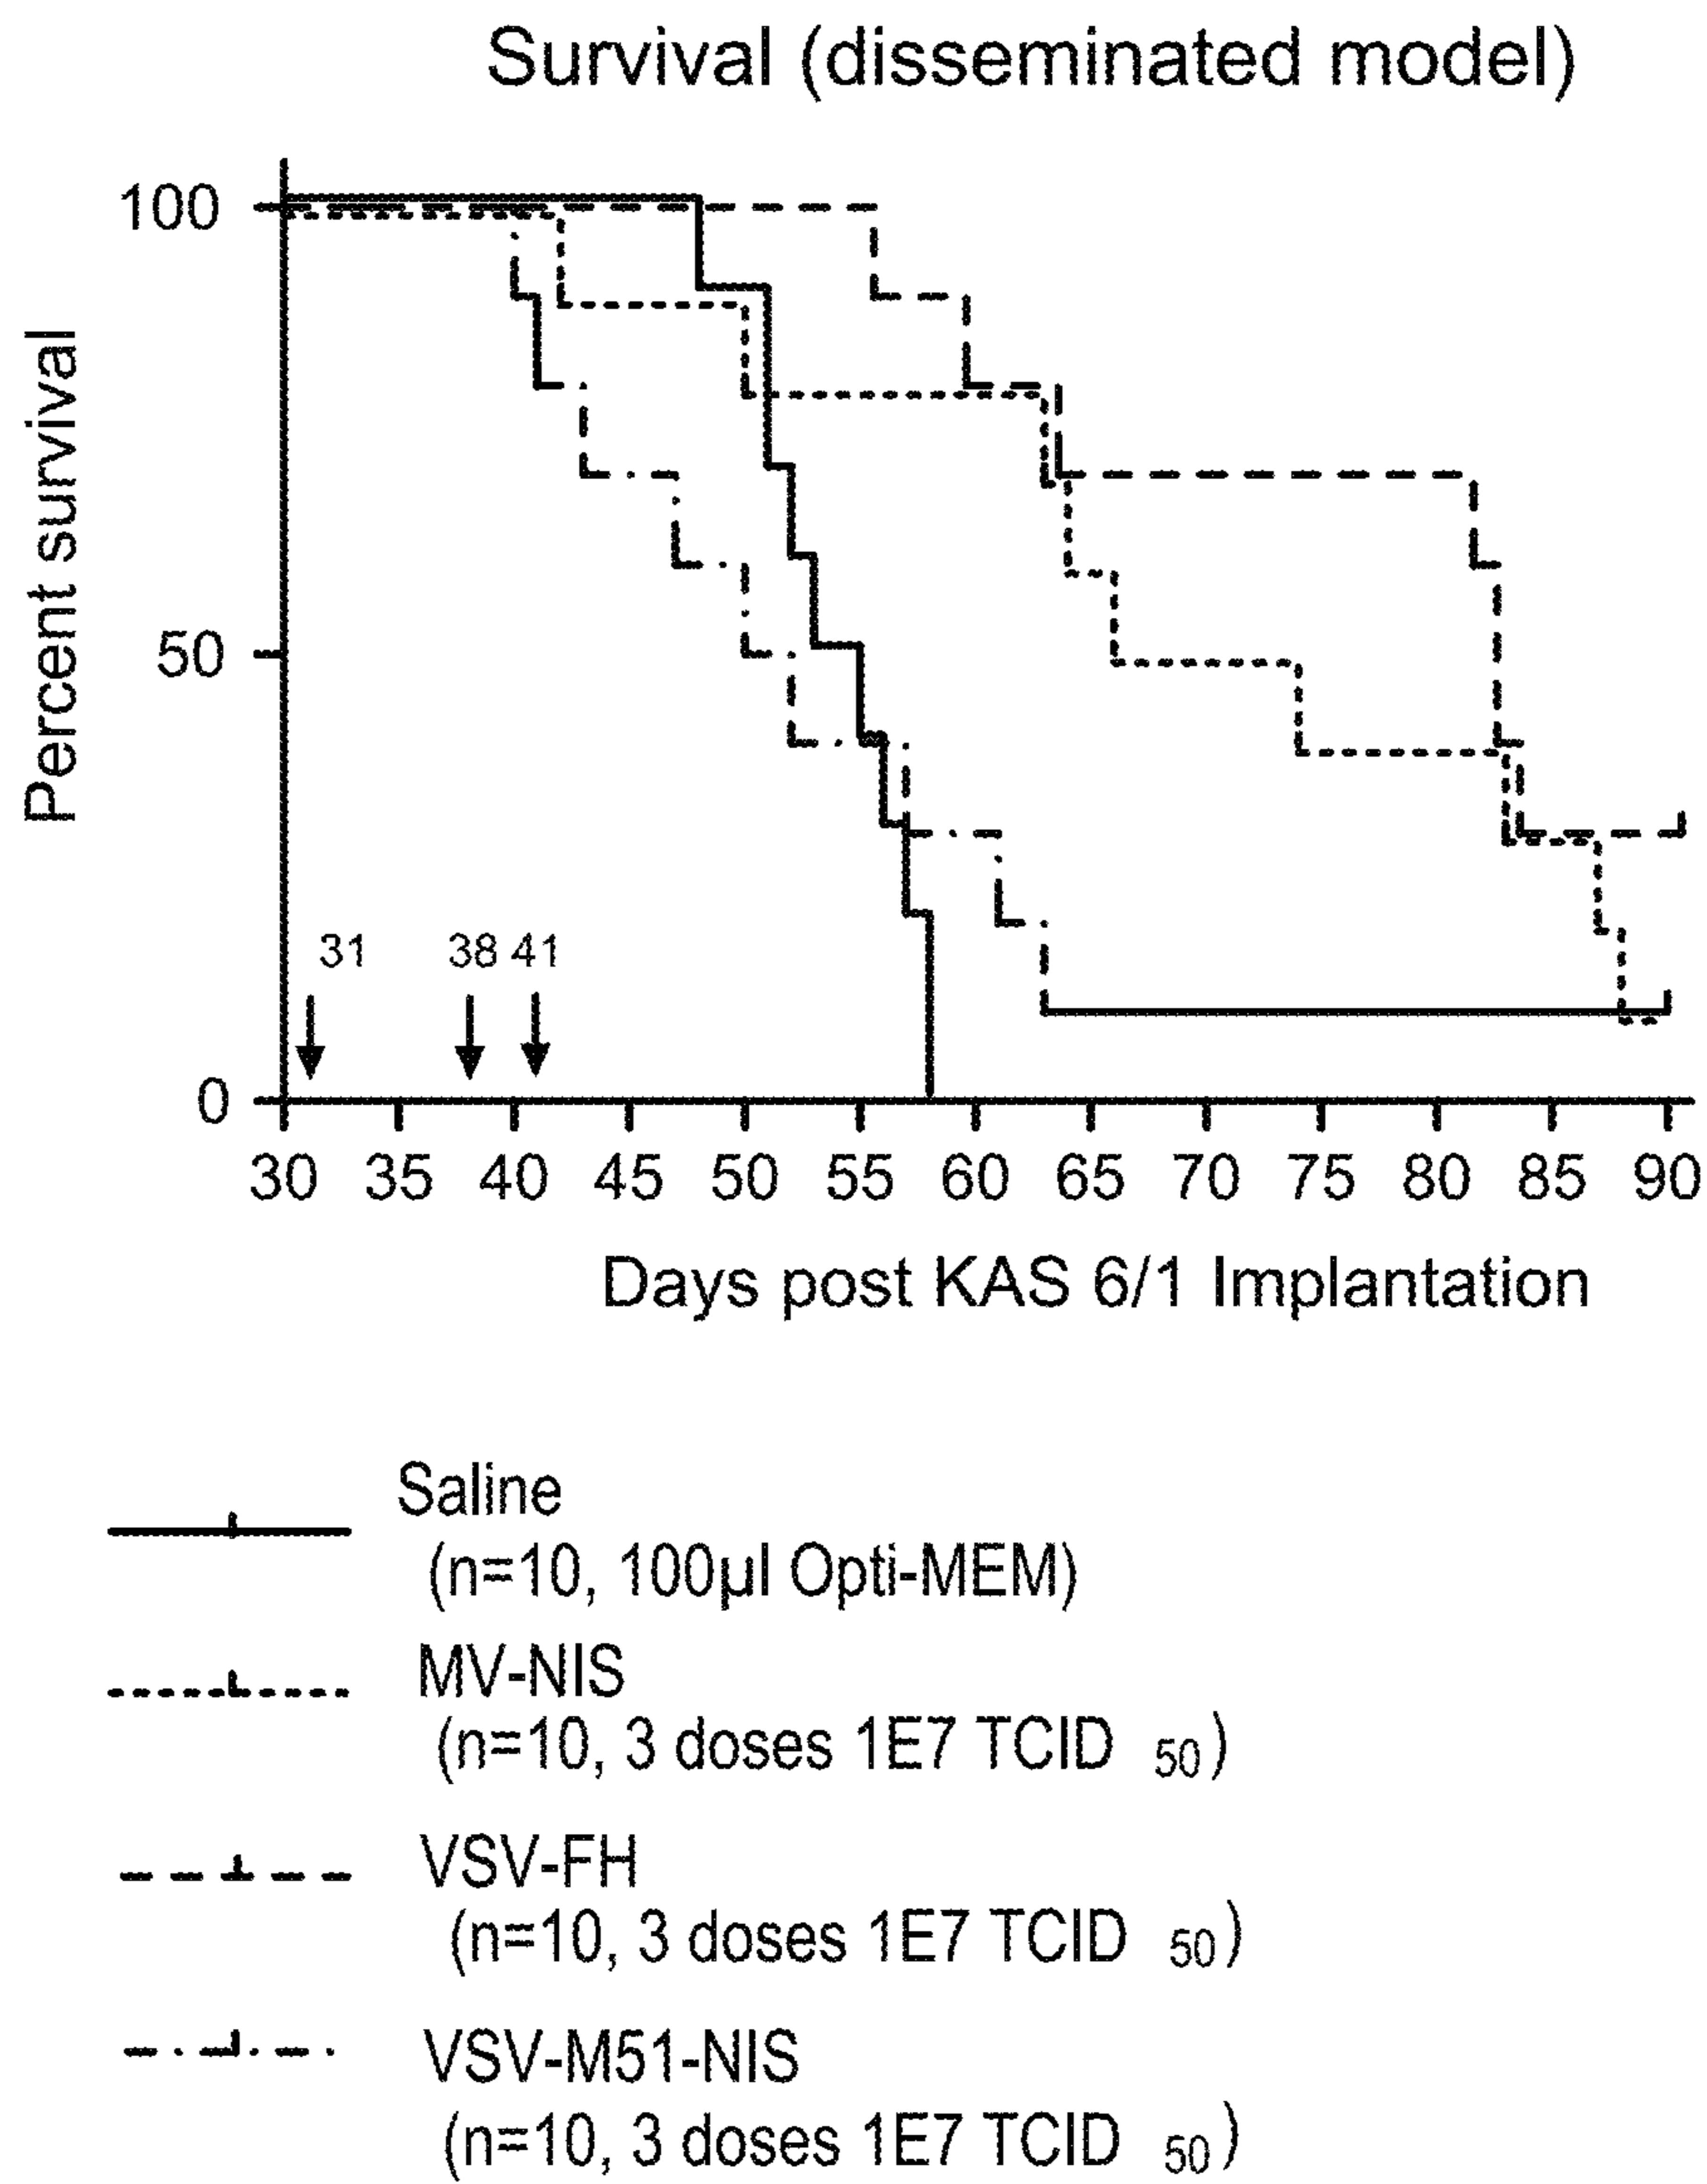 Survival (disseminated model)
Percent survival
100
50
0
31 38 41
30 35 40 45 50 55 60 65 70 75 80 85 90
Days post KAS 6/1 Implantation
Saline
(n=10, 100µl Opti-MEM)
MV-NIS
(n=10, 3 doses 1E7 TCID 50)
VSV-FH
(n=10, 3 doses 1E7 TCID 50)
VSV-M51-NIS
(n=10, 3 doses 1E7 TCID 50)